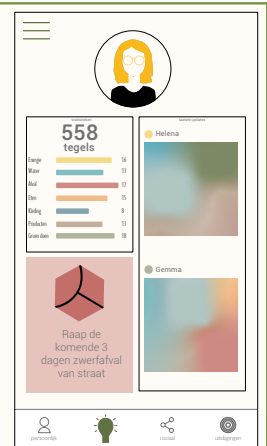 558
tegels
Energie 16
Water 13
Afval 17
Eten 15
Kleding 8
Producten 13
Groen doen 18
Raap de
komende 3
dagen zwerfafval
van straat
Helena
Gemma
persoonlijk
sociaal
uitdagingen